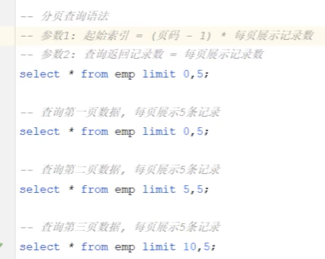 -- 分页查询语法
-- 参数1: 起始索引 = (页码 - 1) * 每页展示记录数
-- 参数2: 查询返回记录数 = 每页展示记录数
select * from emp limit 0,5;
-- 查询第一页数据, 每页展示5条记录
select * from emp limit 0,5;
-- 查询第二页数据, 每页展示5条记录
select * from emp limit 5,5;
-- 查询第三页数据, 每页展示5条记录
select * from emp limit 10,5;